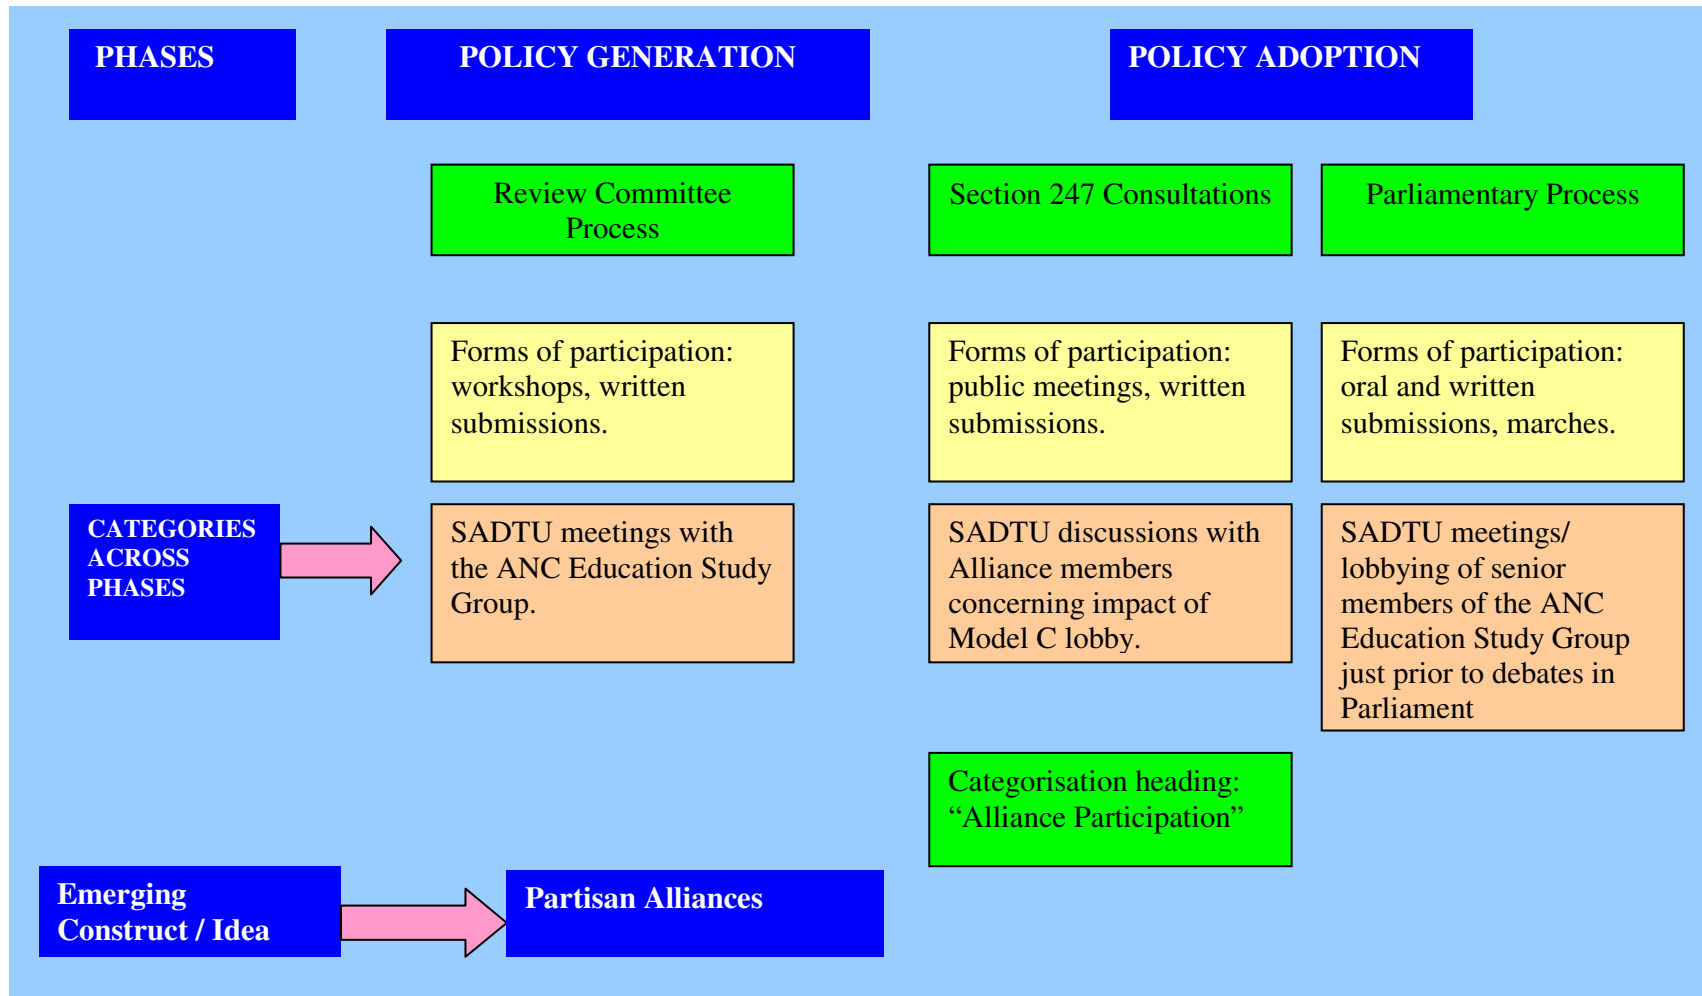 PHASES
POLICY GENERATION
POLICY ADOPTION
Review Committee
Process
Section 247 Consultations
Parliamentary Process
Forms of participation:
workshops, written
submissions.
Forms of participation:
public meetings, written
submissions.
Forms of participation:
oral and written
submissions, marches.
CATEGORIES
ACROSS
PHASES
SADTU meetings with
the ANC Education Study
Group.
SADTU discussions with
Alliance members
concerning impact of
Model C lobby.
SADTU meetings/
lobbying of senior
members of the ANC
Education Study Group
just prior to debates in
Parliament
Categorisation heading:
“Alliance Participation”
Emerging
Construct / Idea
Partisan Alliances